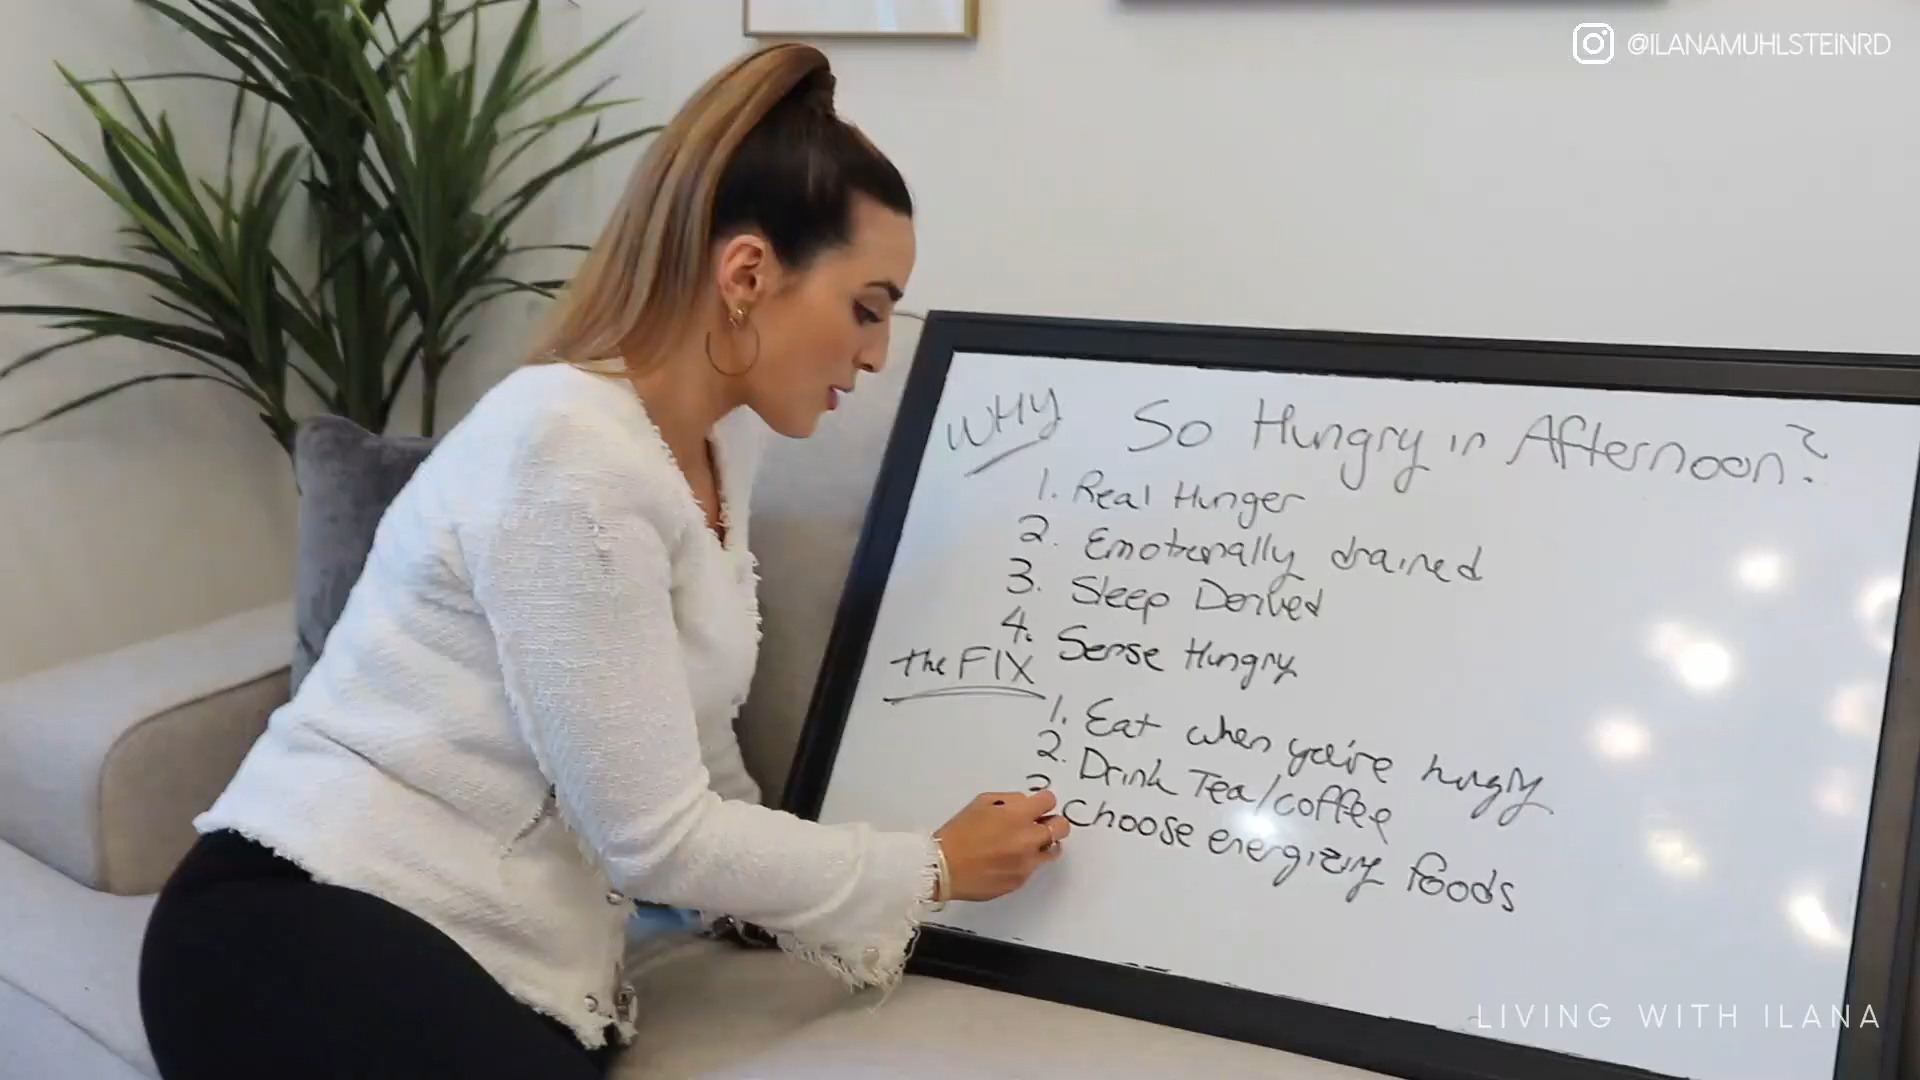 @ILANAMUHLSTEINRD
WHY So Hungry in Afternoon?
1. Real Hunger
2. Emotionally drained
3. Sleep Derived
4. Sense Hungry
the FIX
1. Eat when you're hungry
2. Drink Tea/coffee
3 Choose energizing foods
LIVING WITH ILANA